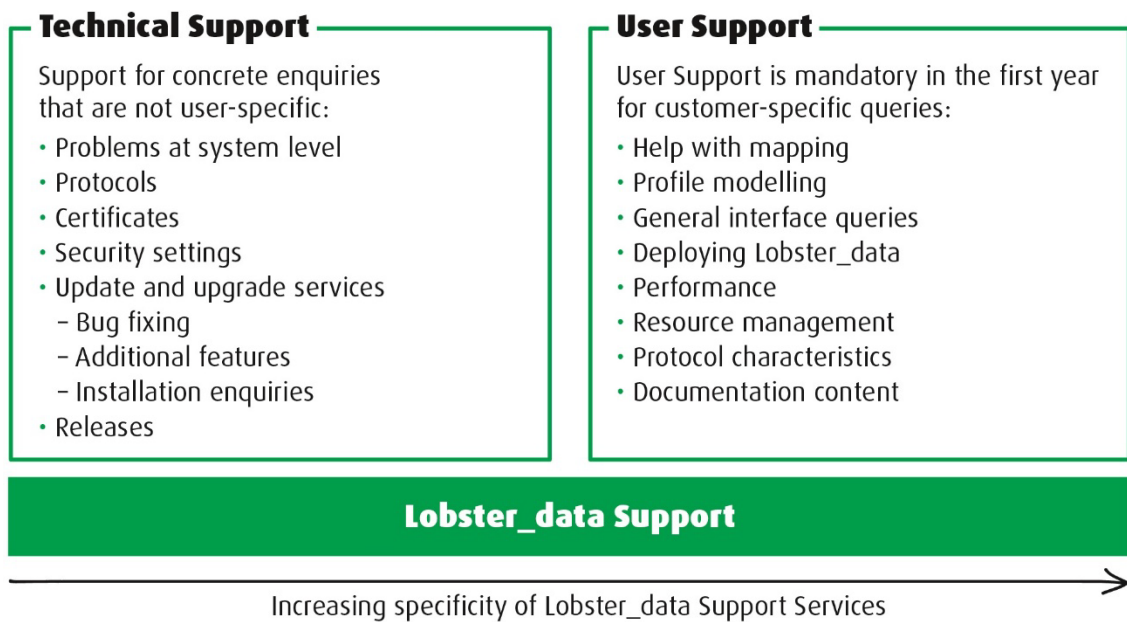 Technical Support
Support for concrete enquiries
that are not user-specific:
• Problems at system level
• Protocols
• Certificates
• Security settings
• Update and upgrade services
– Bug fixing
– Additional features
– Installation enquiries
• Releases
User Support
User Support is mandatory in the first year
for customer-specific queries:
• Help with mapping
• Profile modelling
• General interface queries
• Deploying Lobster_data
• Performance
• Resource management
• Protocol characteristics
• Documentation content
Lobster_data Support
Increasing specificity of Lobster_data Support Services